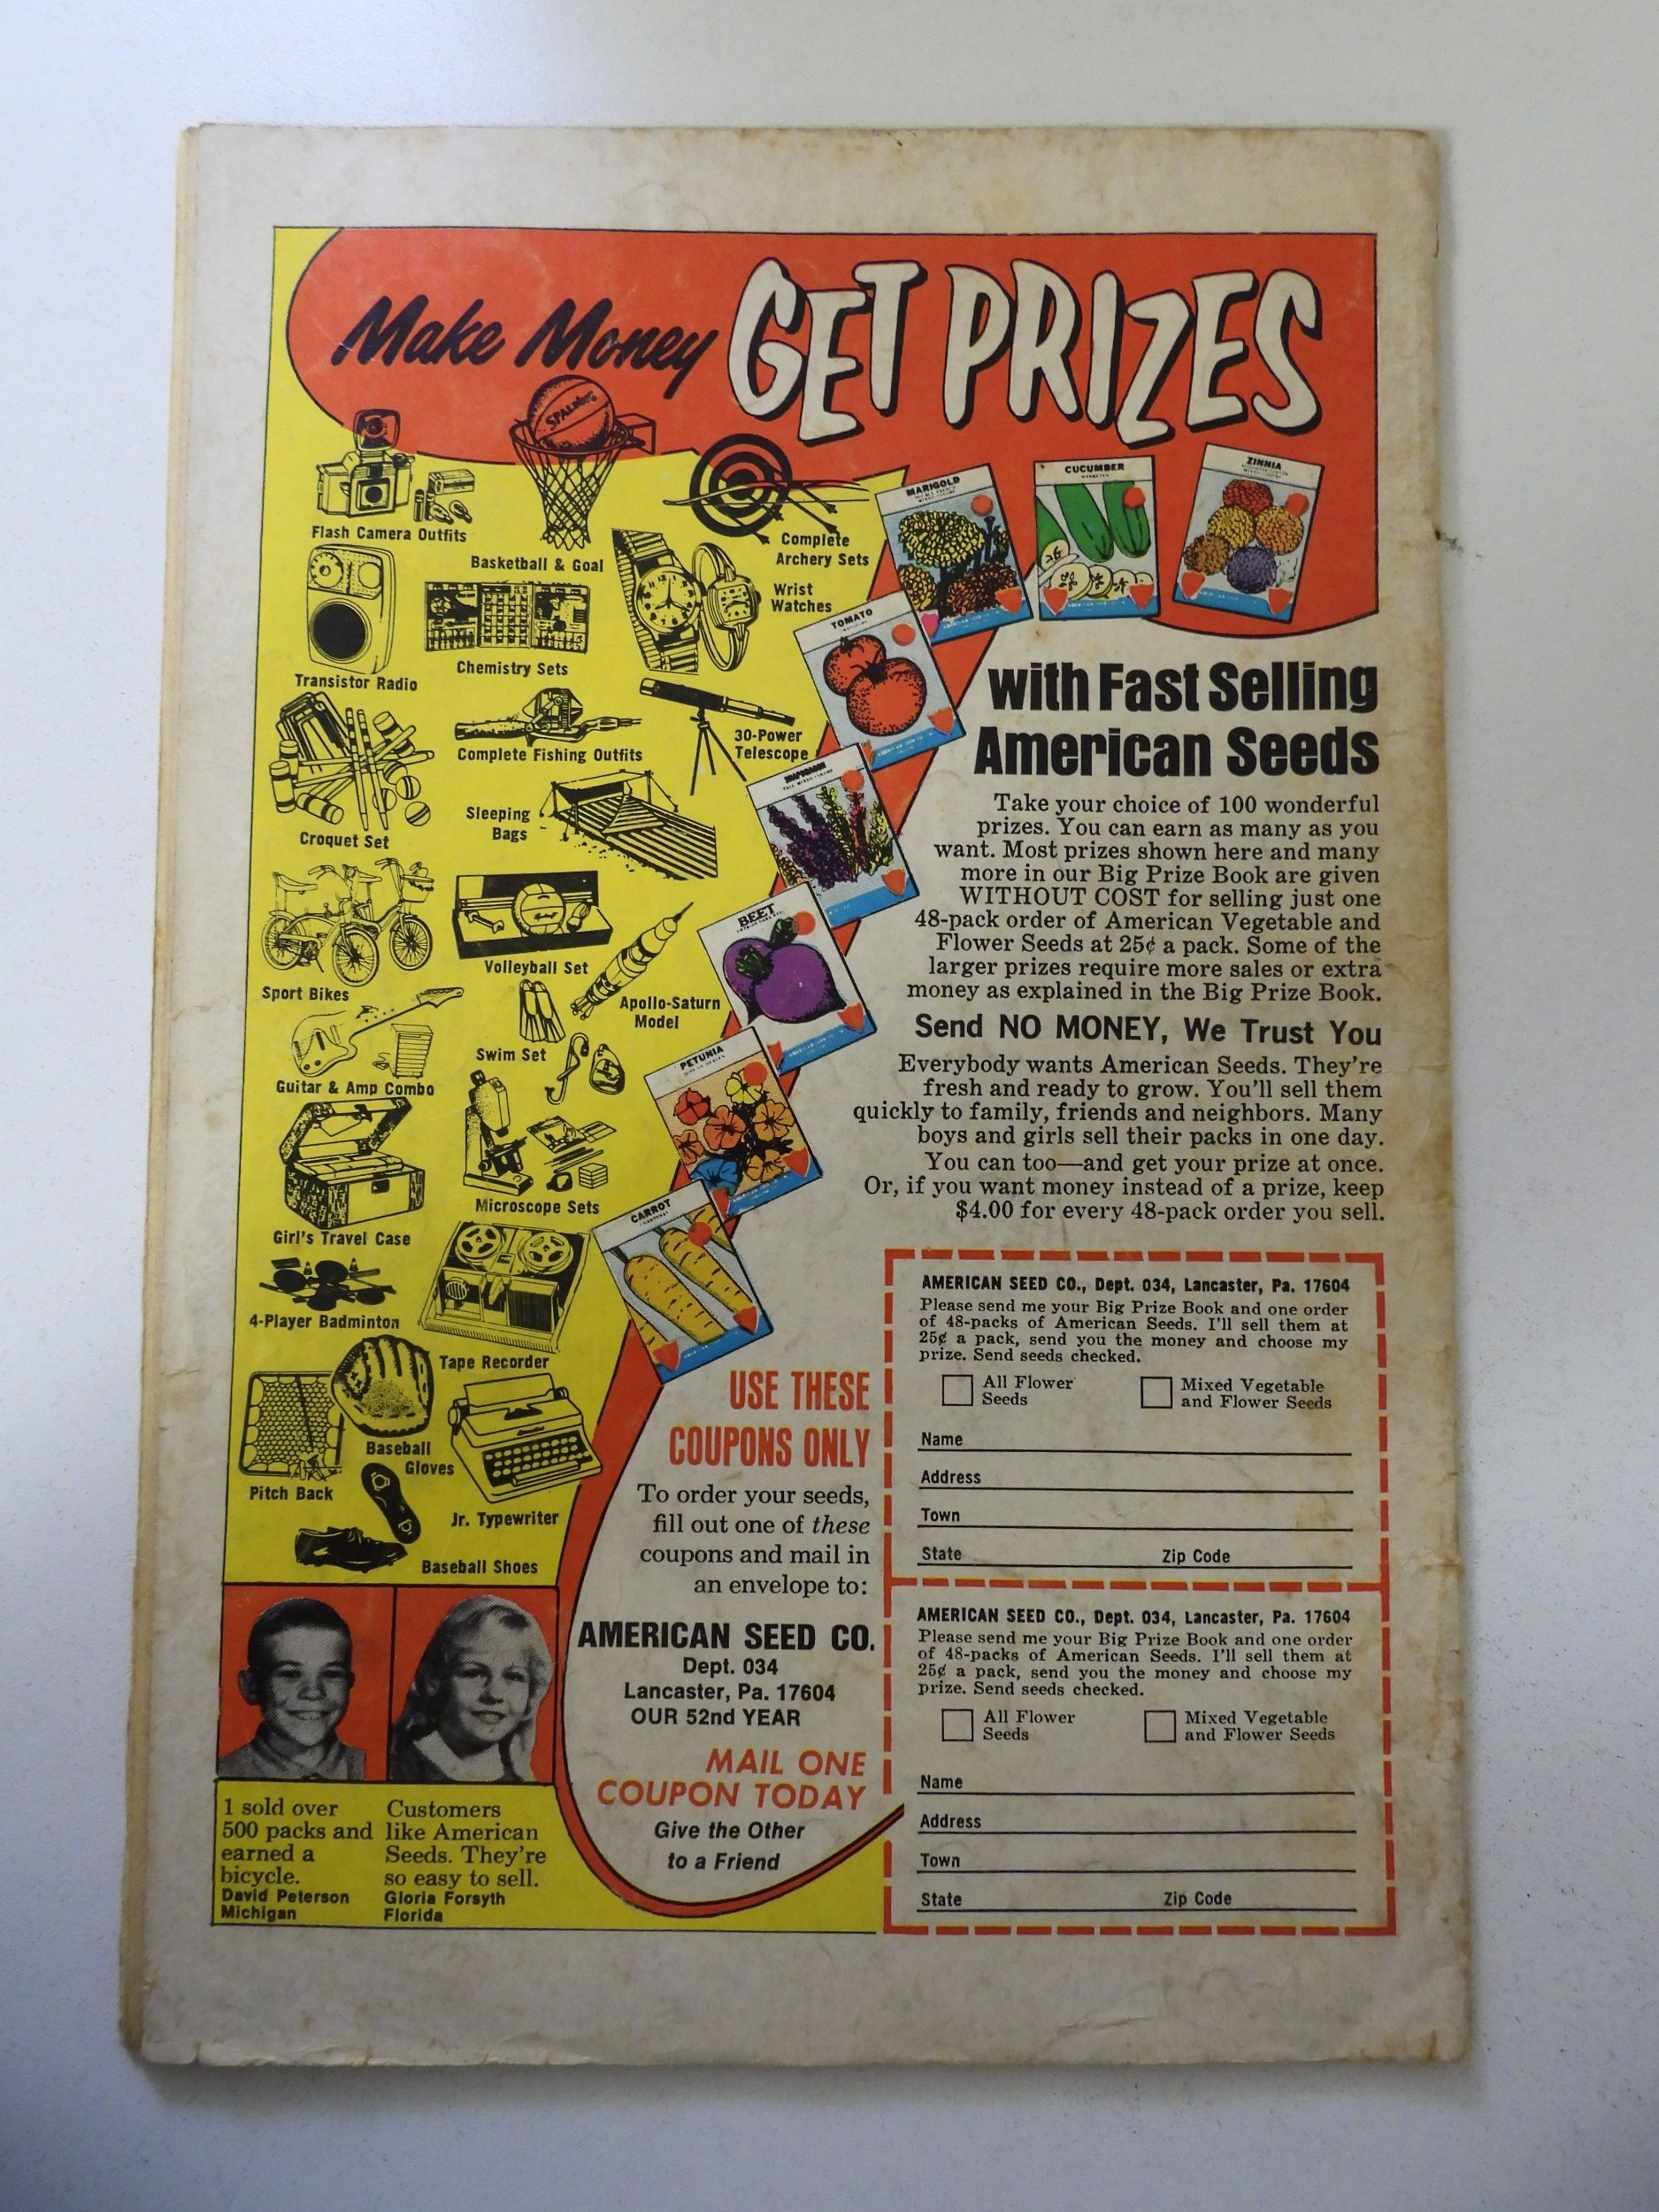 Make Money GET PRIZES
SPALDING
Flash Camera Outfits
Basketball & Goal
Complete
Archery Sets
Wrist
Watches
Transistor Radio
Chemistry Sets
Complete Fishing Outfits
30-Power
Telescope
Croquet Set
Sleeping
Bags
Sport Bikes
Volleyball Set
Apollo-Saturn
Model
Swim Set
Guitar & Amp Combo
Microscope Sets
Girl's Travel Case
4-Player Badminton
Tape Recorder
Baseball
Gloves
Pitch Back
Jr. Typewriter
Baseball Shoes
MARIGOLD
CUCUMBER
ZINNIA
TOMATO
SNAPDRAGON
BEET
PETUNIA
CARROT
with Fast Selling
American Seeds
Take your choice of 100 wonderful
prizes. You can earn as many as you
want. Most prizes shown here and many
more in our Big Prize Book are given
WITHOUT COST for selling just one
48-pack order of American Vegetable and
Flower Seeds at 25¢ a pack. Some of the
larger prizes require more sales or extra
money as explained in the Big Prize Book.
Send NO MONEY, We Trust You
Everybody wants American Seeds. They're
fresh and ready to grow. You'll sell them
quickly to family, friends and neighbors. Many
boys and girls sell their packs in one day.
You can too—and get your prize at once.
Or, if you want money instead of a prize, keep
$4.00 for every 48-pack order you sell.
USE THESE
COUPONS ONLY
To order your seeds,
fill out one of these
coupons and mail in
an envelope to:
AMERICAN SEED CO.
Dept. 034
Lancaster, Pa. 17604
OUR 52nd YEAR
MAIL ONE
COUPON TODAY
Give the Other
to a Friend
1 sold over
500 packs and
earned a
bicycle.
David Peterson
Michigan
Customers
like American
Seeds. They're
so easy to sell.
Gloria Forsyth
Florida
AMERICAN SEED CO., Dept. 034, Lancaster, Pa. 17604
Please send me your Big Prize Book and one order
of 48-packs of American Seeds. I'll sell them at
25¢ a pack, send you the money and choose my
prize. Send seeds checked.
All Flower
Seeds
Mixed Vegetable
and Flower Seeds
Name
Address
Town
State Zip Code
AMERICAN SEED CO., Dept. 034, Lancaster, Pa. 17604
Please send me your Big Prize Book and one order
of 48-packs of American Seeds. I'll sell them at
25¢ a pack, send you the money and choose my
prize. Send seeds checked.
All Flower
Seeds
Mixed Vegetable
and Flower Seeds
Name
Address
Town
State Zip Code